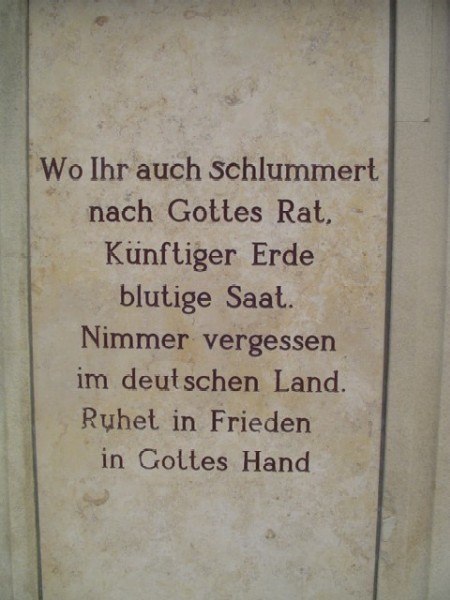 Wo Ihr auch schlummert
nach Gottes Rat,
Künftiger Erde
blutige Saat.
Nimmer vergessen
im deutschen Land.
Ruhet in Frieden
in Gottes Hand